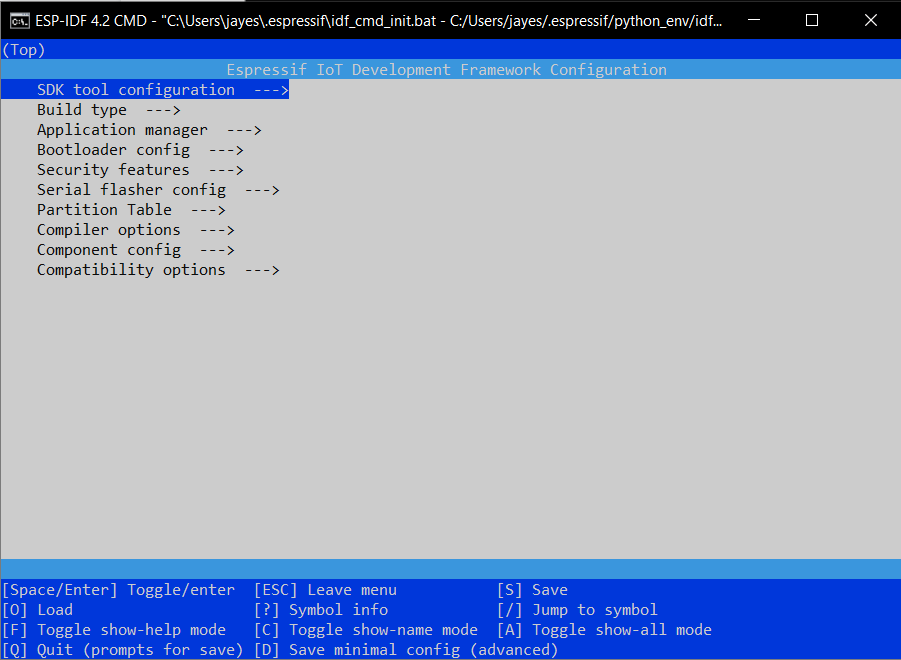 ESP-IDF 4.2 CMD - "C:\Users\jayes\.espressif\idf_cmd_init.bat - C:/Users/jayes/.espressif/python_env/idf...
(Top)
Espressif IoT Development Framework Configuration
SDK tool configuration --->
Build type --->
Application manager --->
Bootloader config --->
Security features --->
Serial flasher config --->
Partition Table --->
Compiler options --->
Component config --->
Compatibility options --->
[Space/Enter] Toggle/enter [ESC] Leave menu [S] Save
[O] Load [?] Symbol info [/] Jump to symbol
[F] Toggle show-help mode [C] Toggle show-name mode [A] Toggle show-all mode
[Q] Quit (prompts for save) [D] Save minimal config (advanced)